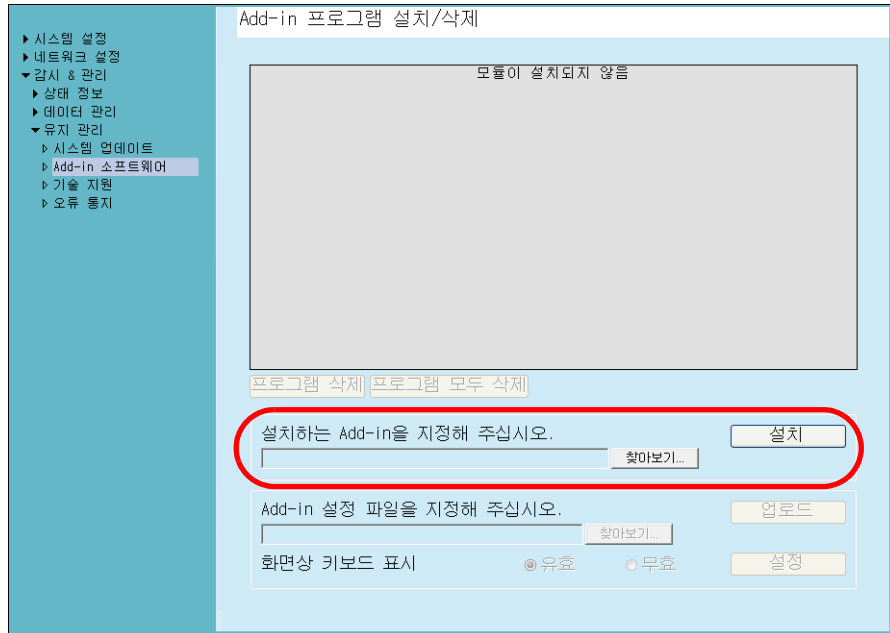 Add-in 프로그램 설치/삭제
시스템 설정
네트워크 설정
감시 & 관리
상태 정보
데이터 관리
유지 관리
시스템 업데이트
Add-in 소프트웨어
기술 지원
오류 통지
모듈이 설치되지 않음
프로그램 삭제 프로그램 모두 삭제
설치하는 Add-in을 지정해 주십시오. 설치
찾아보기...
Add-in 설정 파일을 지정해 주십시오. 업로드
찾아보기...
화면상 키보드 표시 유효 무효 설정